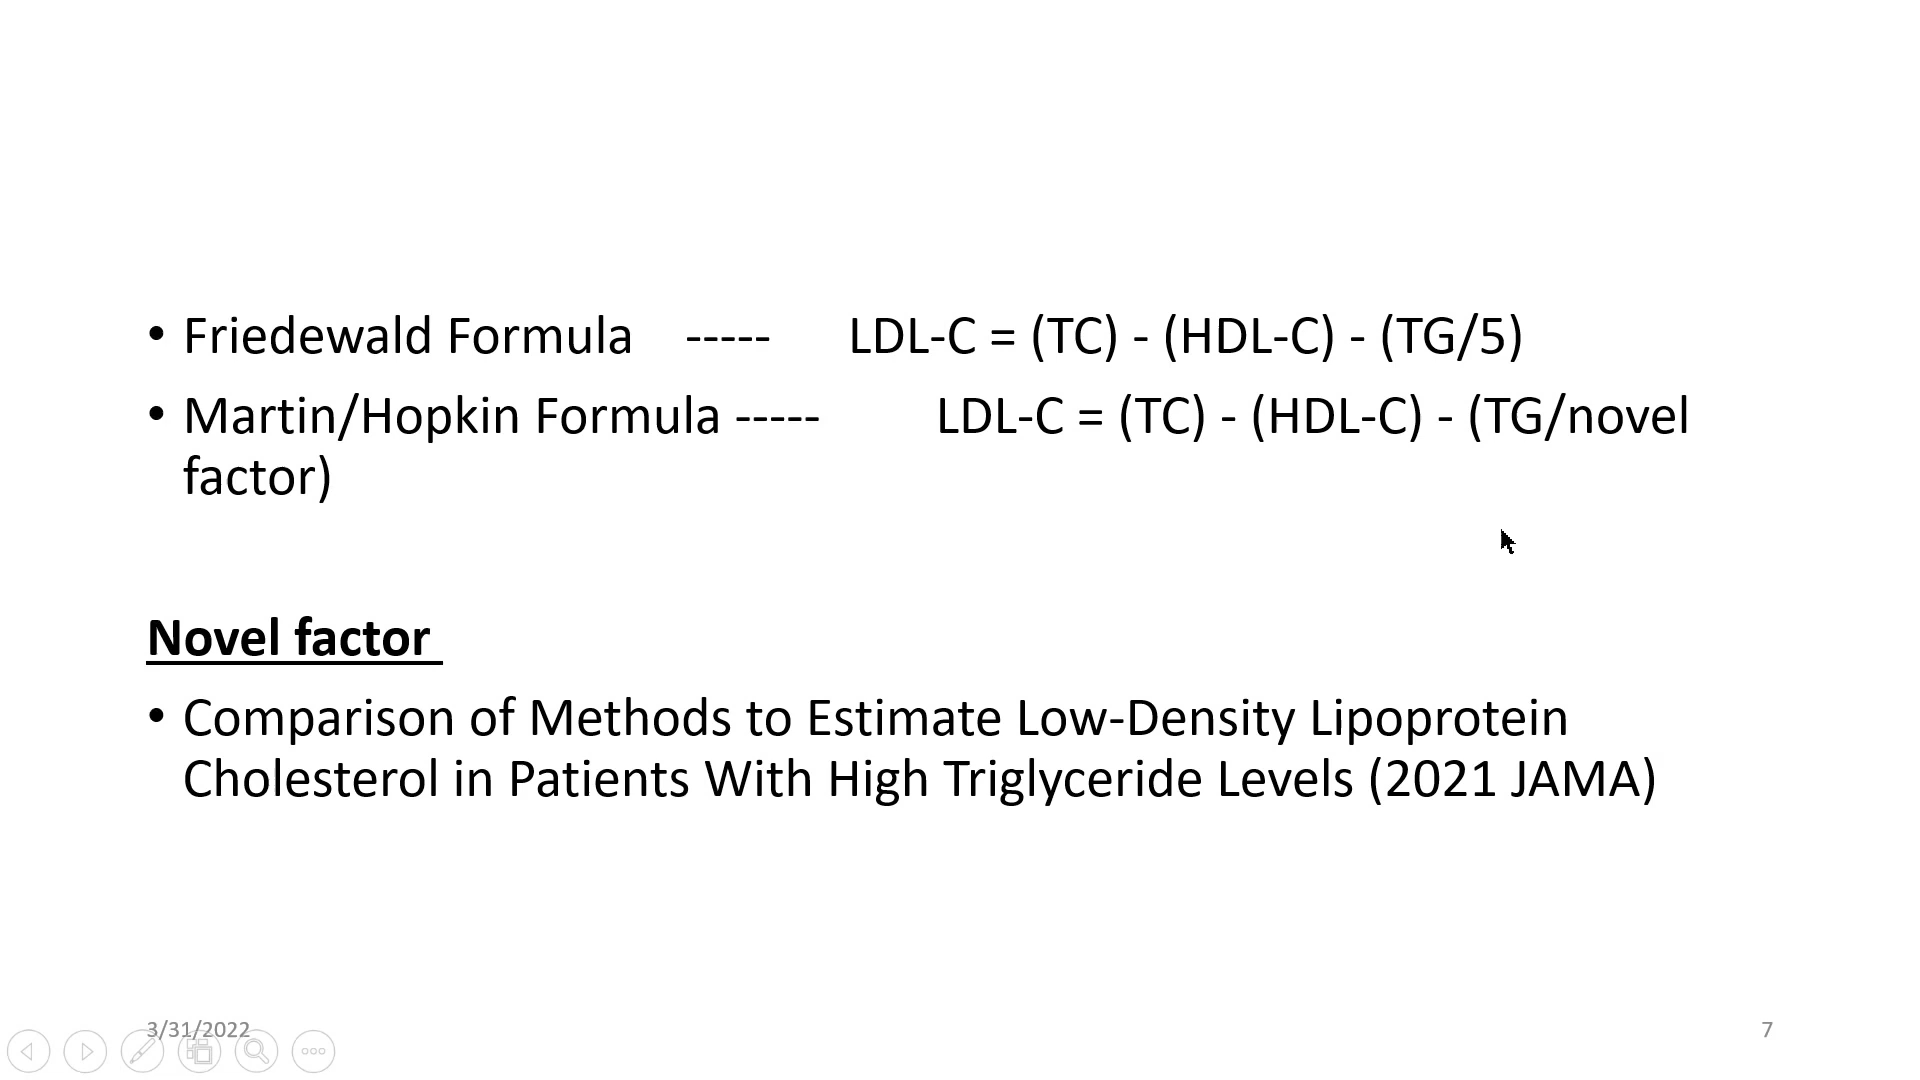 • Friedewald Formula ----- LDL-C = (TC) - (HDL-C) - (TG/5)
• Martin/Hopkin Formula ----- LDL-C = (TC) - (HDL-C) - (TG/novel
factor)
Novel factor
• Comparison of Methods to Estimate Low-Density Lipoprotein
Cholesterol in Patients With High Triglyceride Levels (2021 JAMA)
3/31/2022
7